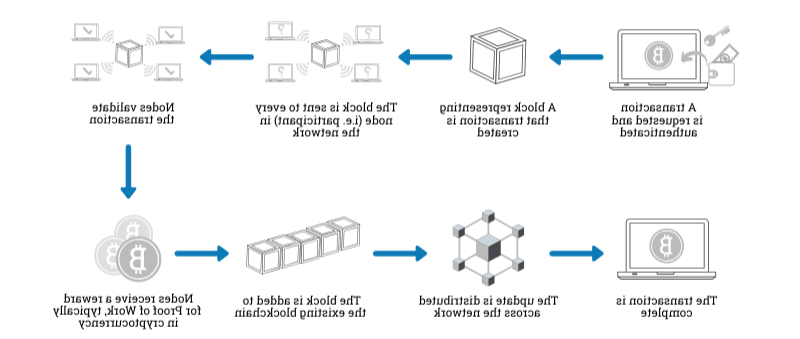 A transaction
is requested and
authenticated
A block representing
that transaction is
created
The block is sent to every
node (i.e. participant) in
the network
Nodes validate
the transaction
Nodes receive a reward
for Proof of Work, typically
in cryptocurrency
The block is added to
the existing blockchain
The update is distributed
across the network
The transaction is
complete